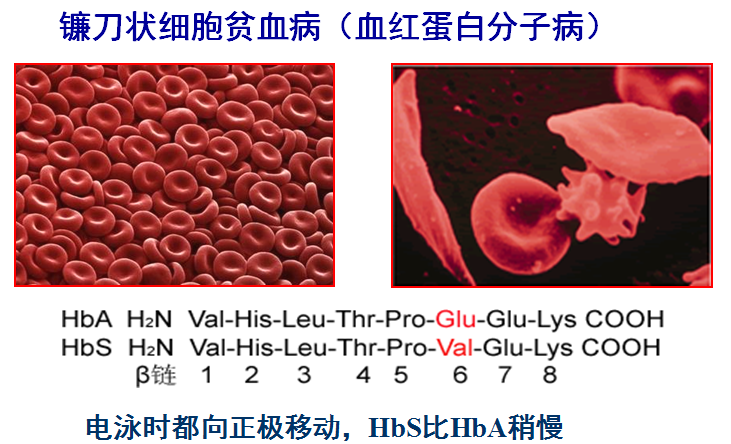 镰刀状细胞贫血病（血红蛋白分子病）
HbA H₂N Val-His-Leu-Thr-Pro-Glu-Glu-Lys COOH
HbS H₂N Val-His-Leu-Thr-Pro-Val-Glu-Lys COOH
β链 1 2 3 4 5 6 7 8
电泳时都向正极移动，HbS比HbA稍慢